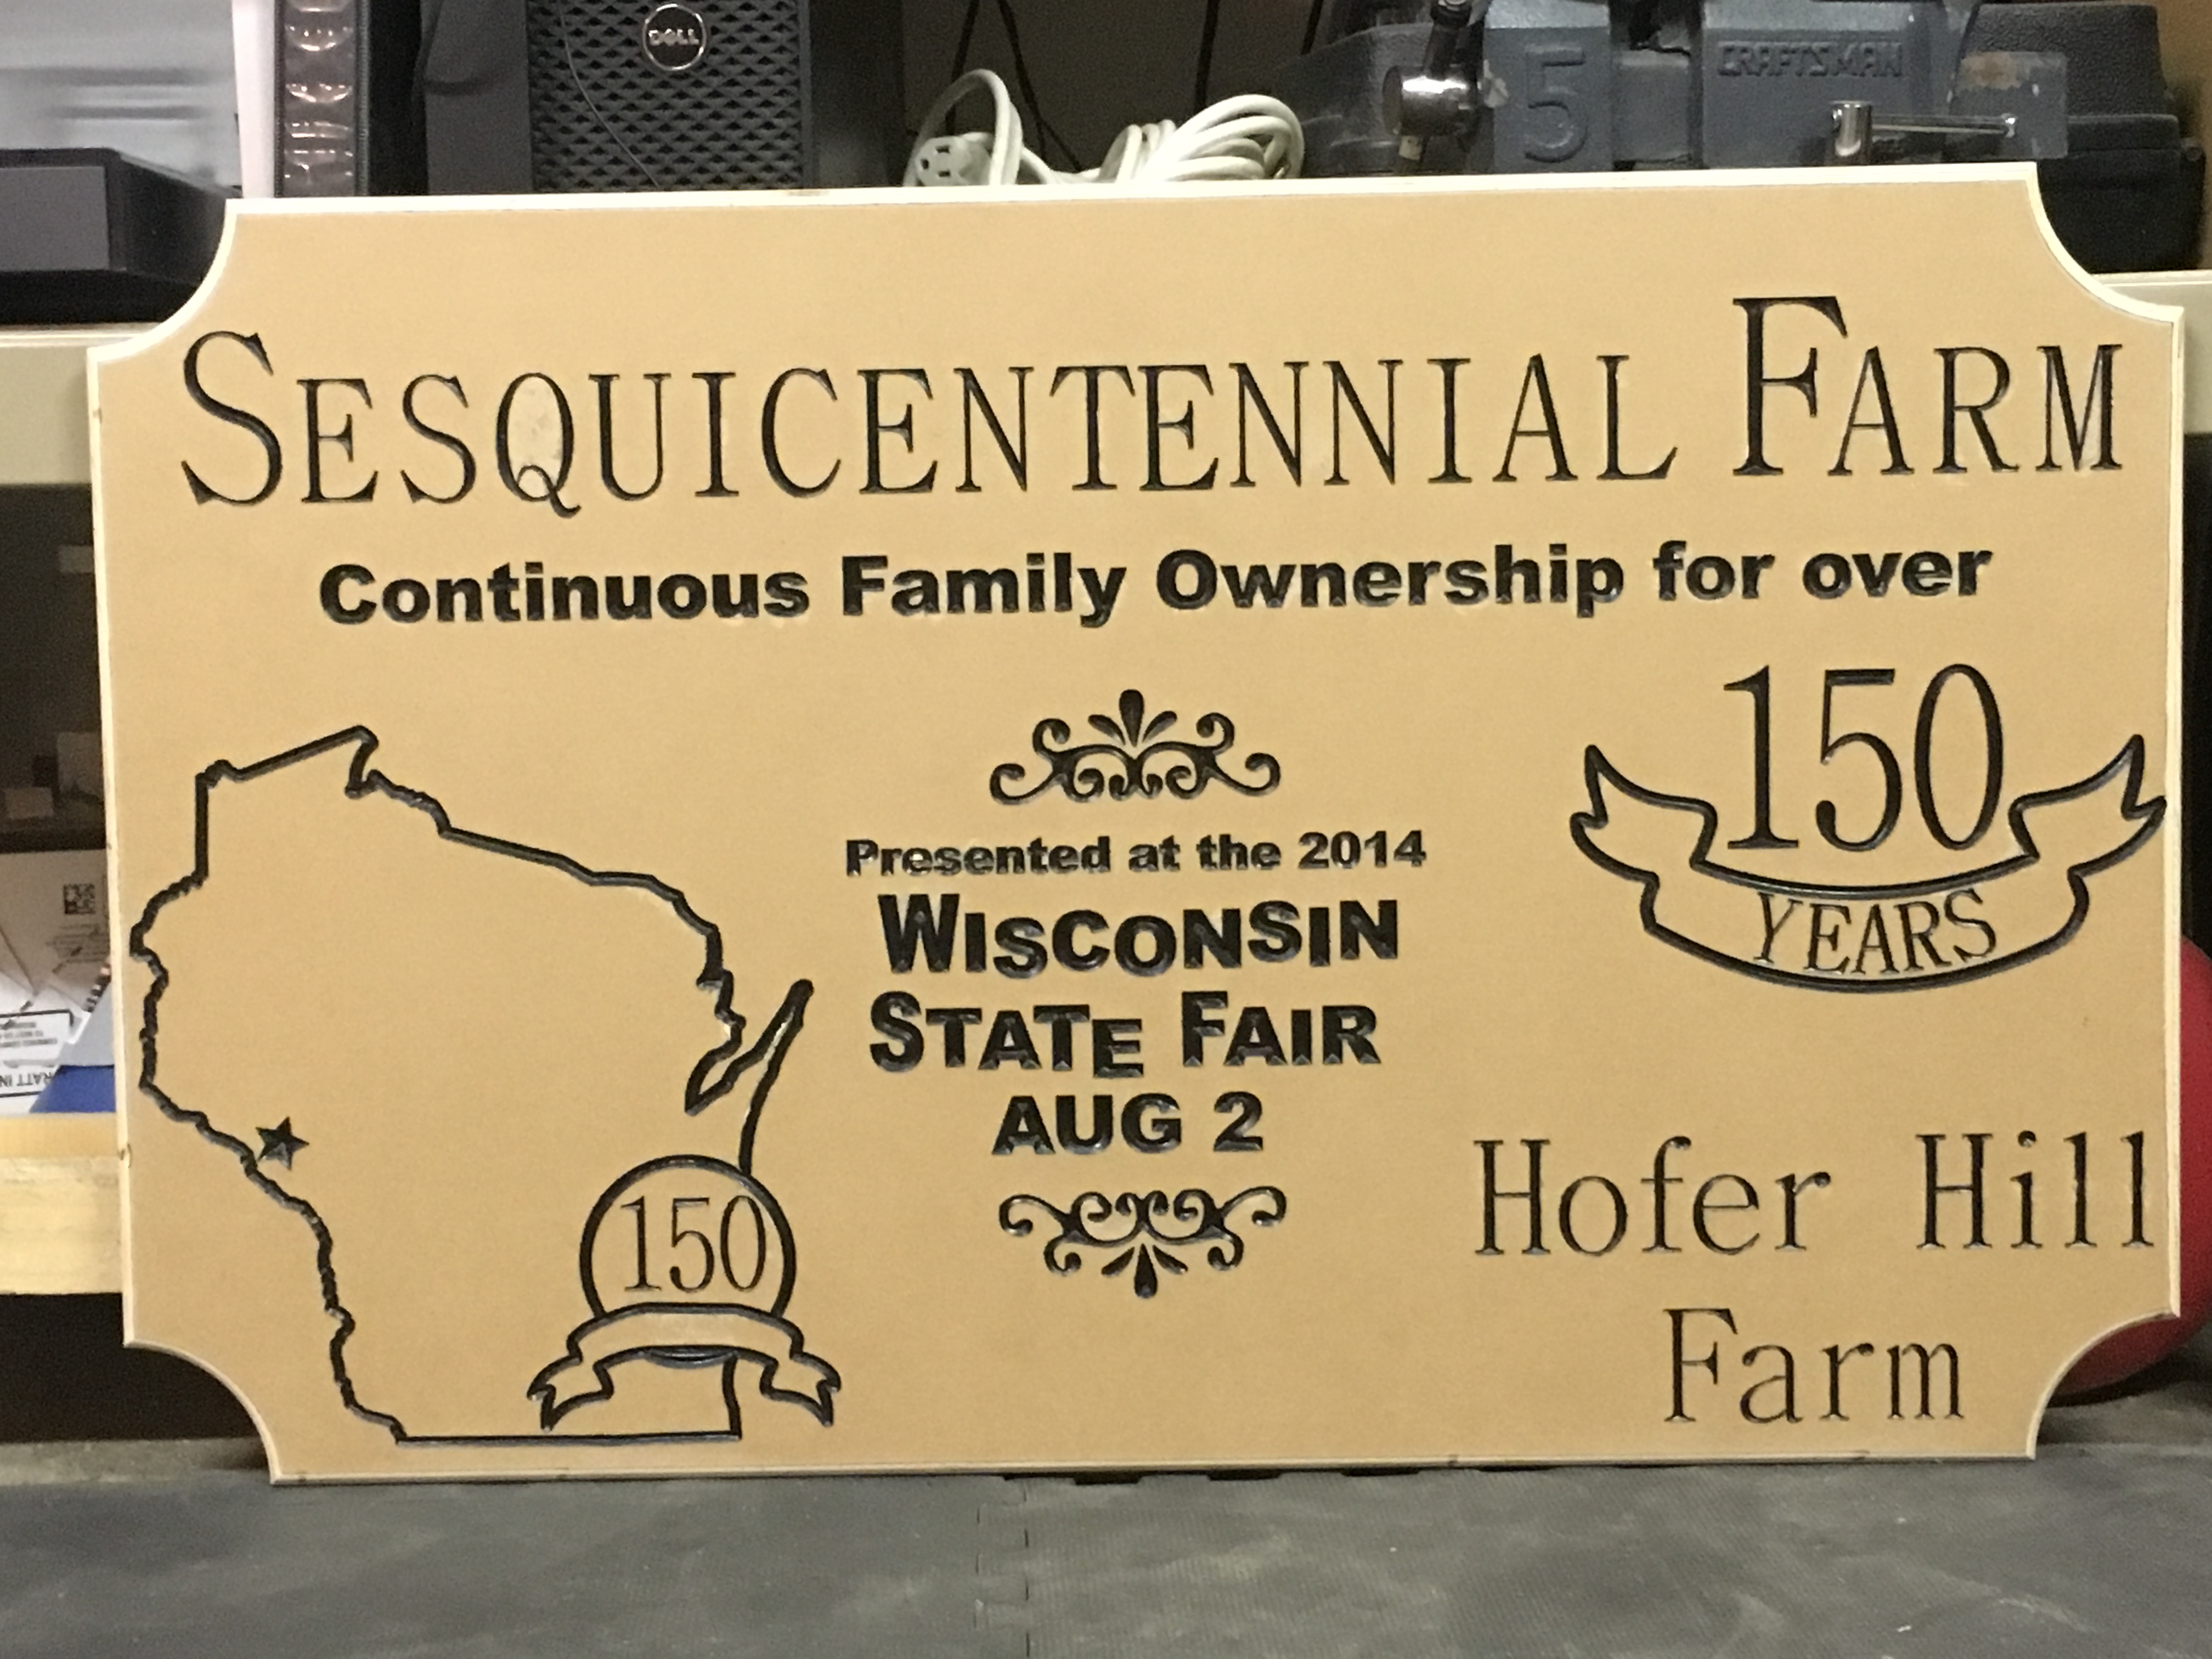 DELL
5
CRAFTSMAN
SESQUICENTENNIAL FARM
Continuous Family Ownership for over
150
YEARS
Presented at the 2014
WISCONSIN
STATE FAIR
AUG 2
150
Hofer Hill
Farm